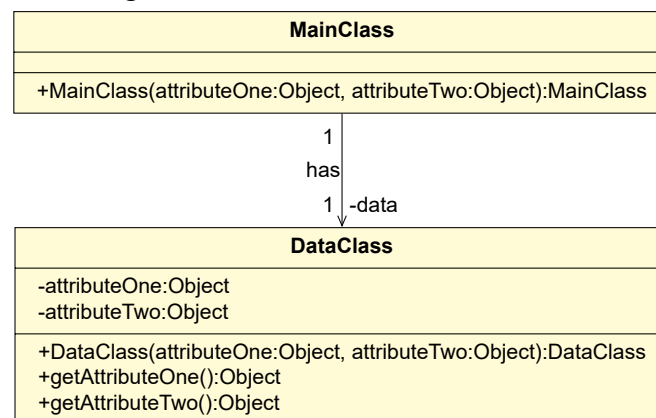 MainClass
+MainClass(attributeOne:Object, attributeTwo:Object):MainClass
1
has
1 -data
DataClass
-attributeOne:Object
-attributeTwo:Object
+DataClass(attributeOne:Object, attributeTwo:Object):DataClass
+getAttributeOne():Object
+getAttributeTwo():Object